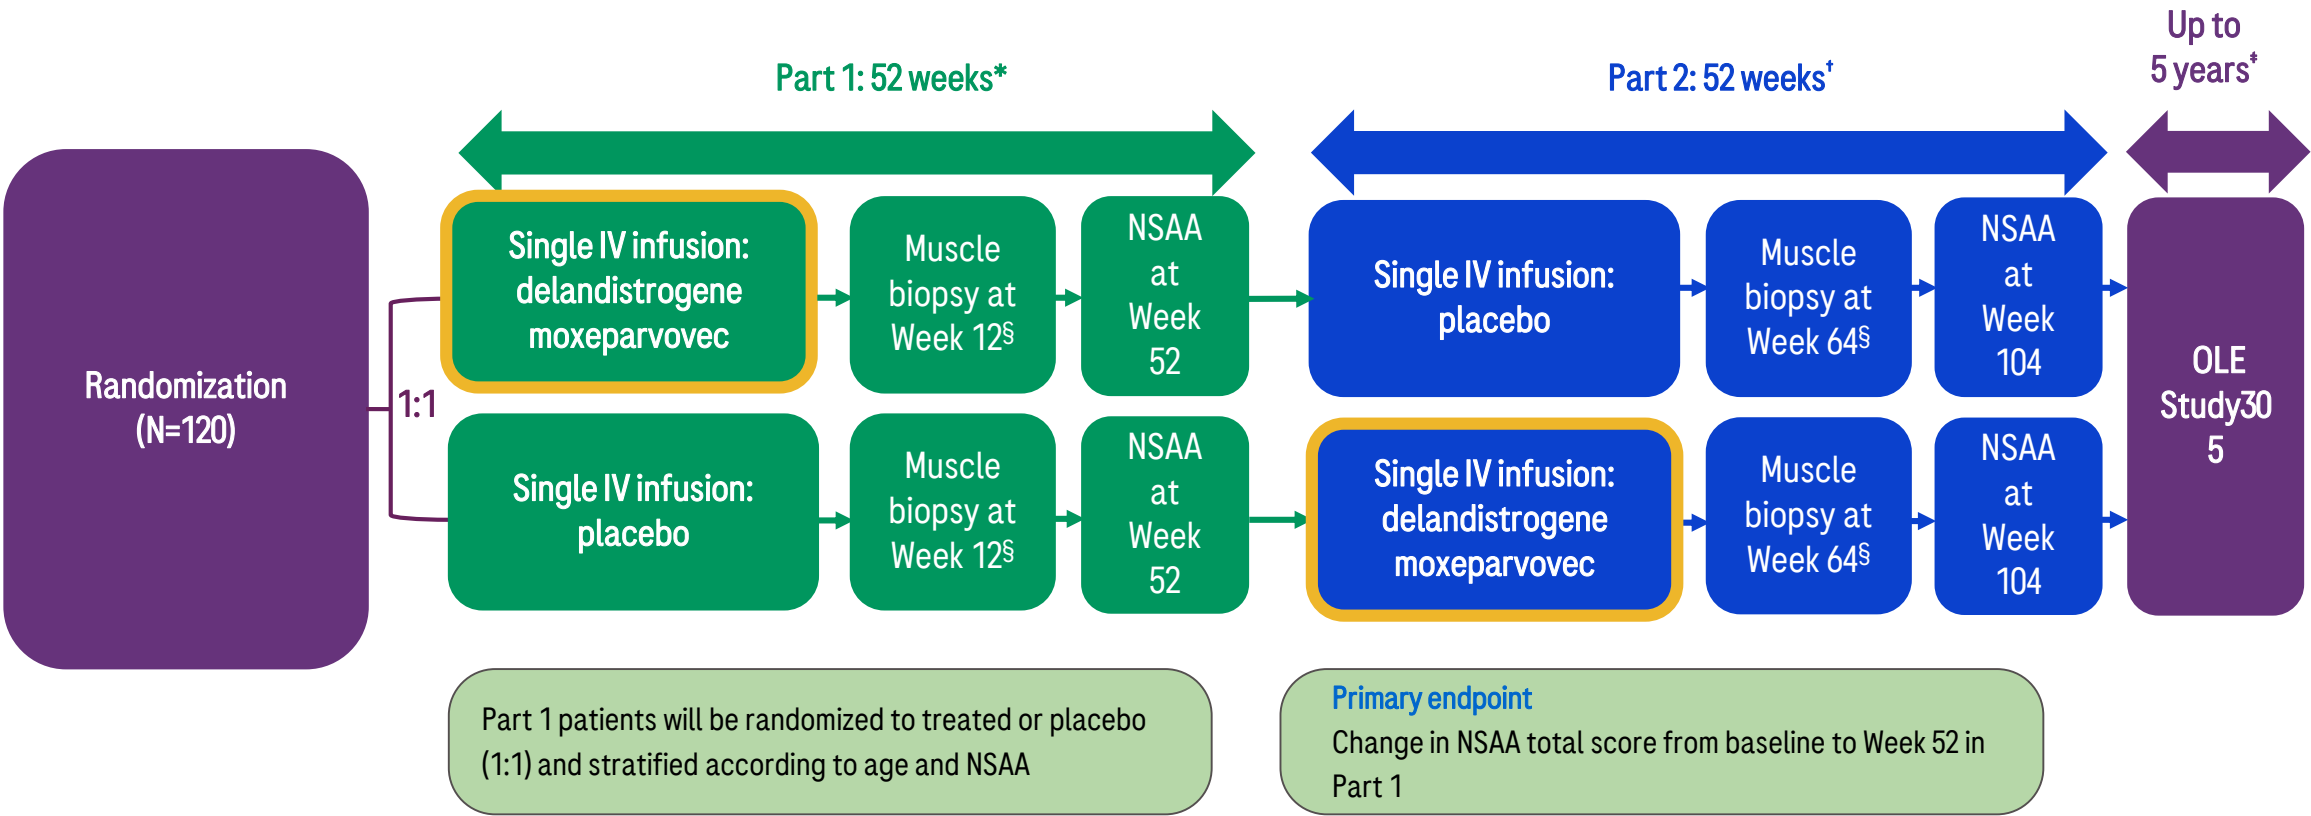 Up to
5 years‡
Part 1: 52 weeks*
Part 2: 52 weeks†
Randomization
(N=120)
1:1
Single IV infusion:
delandistrogene
moxeparvovec
Muscle
biopsy at
Week 12§
NSAA
at
Week
52
Single IV infusion:
placebo
Muscle
biopsy at
Week 64§
NSAA
at
Week
104
Single IV infusion:
placebo
Muscle
biopsy at
Week 12§
NSAA
at
Week
52
Single IV infusion:
delandistrogene
moxeparvovec
Muscle
biopsy at
Week 64§
NSAA
at
Week
104
OLE
Study30
5
Part 1 patients will be randomized to treated or placebo
(1:1) and stratified according to age and NSAA
Primary endpoint
Change in NSAA total score from baseline to Week 52 in
Part 1